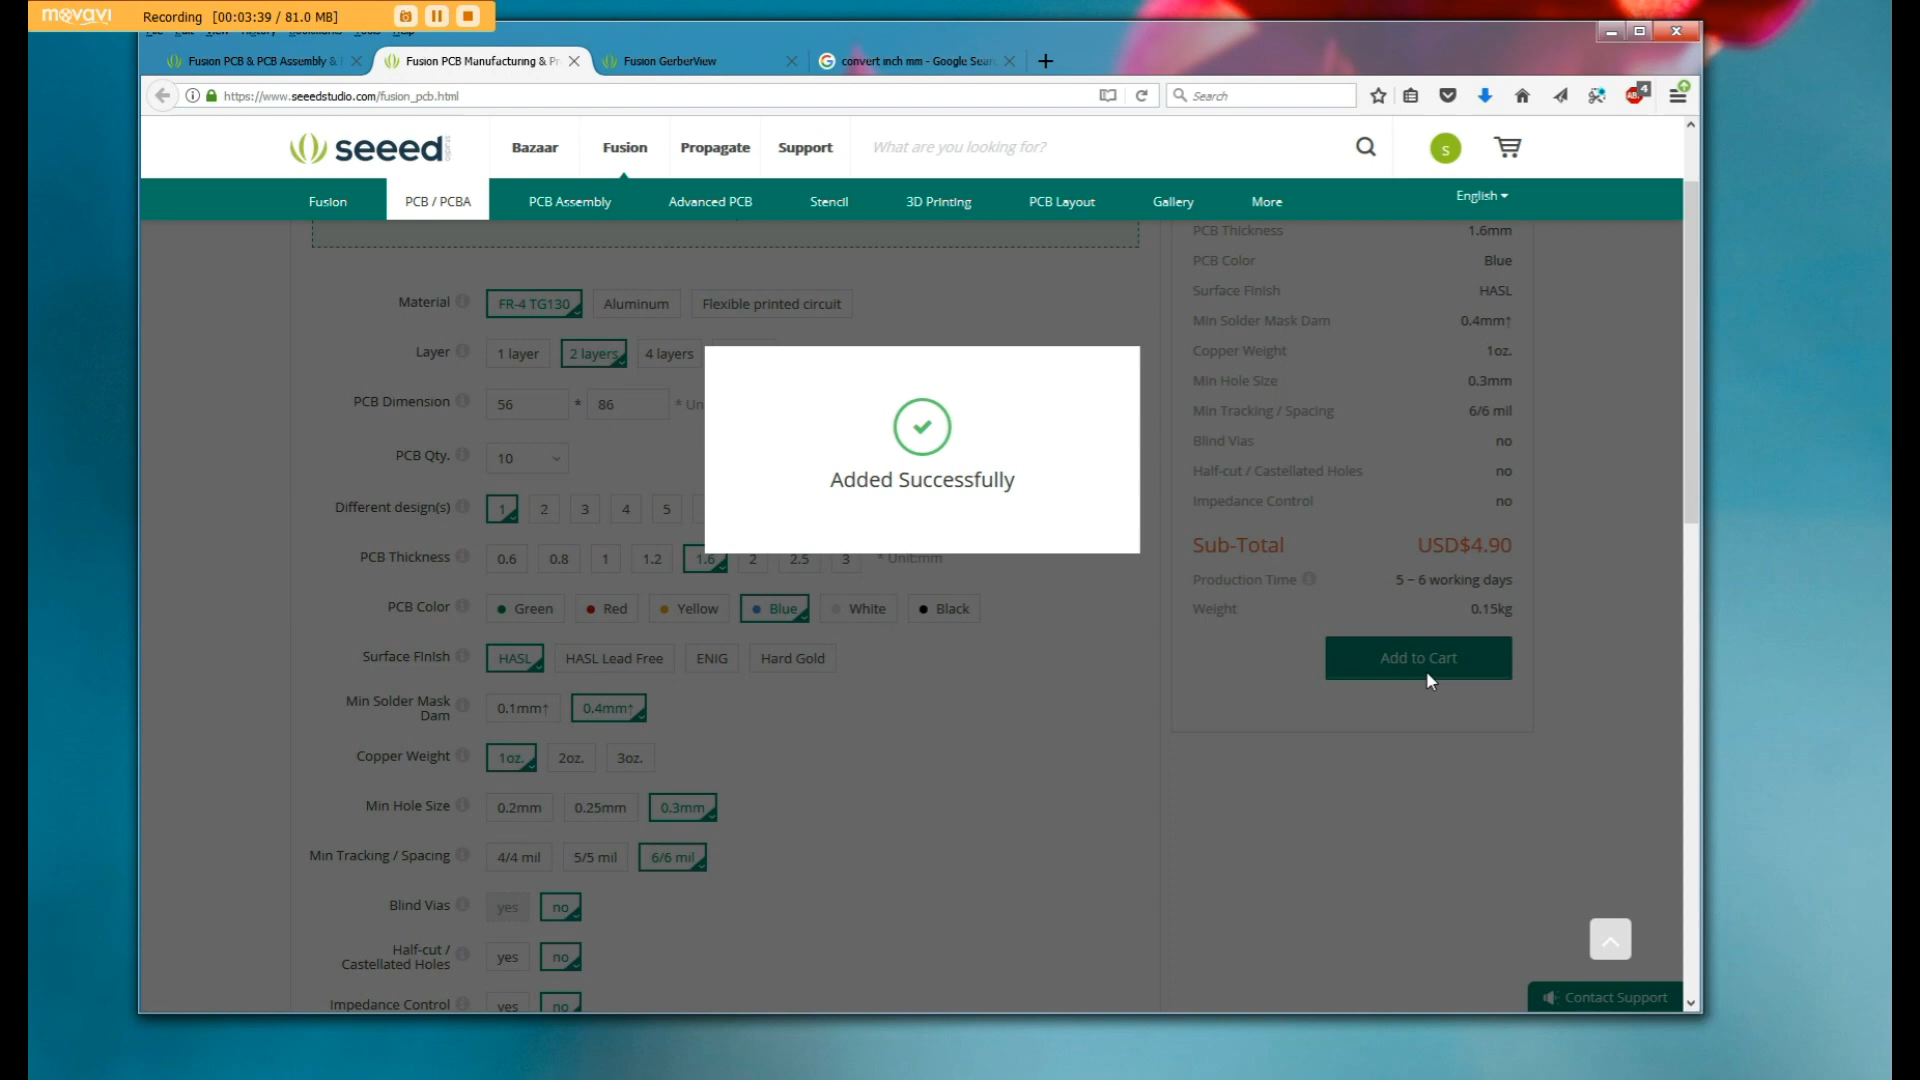 movavi Recording [00:03:39 / 81.0 MB]
Fusion PCB & PCB Assembly &
Fusion PCB Manufacturing & Pr
Fusion GerberView
convert inch mm - Google Sear
https://www.seeedstudio.com/fusion_pcb.html
Search
4
ABP
seeed studio
Bazaar
Fusion
Propagate
Support
What are you looking for?
s
Fusion
PCB / PCBA
PCB Assembly
Advanced PCB
Stencil
3D Printing
PCB Layout
Gallery
More
English
Material FR-4 TG130 Aluminum Flexible printed circuit
Layer 1 layer 2 layers 4 layers
PCB Dimension 56 * 86 * Un
PCB Qty. 10
Different design(s) 1 2 3 4 5
PCB Thickness 0.6 0.8 1 1.2 1.6 2 2.5 3 * Unit:mm
PCB Color Green Red Yellow Blue White Black
Surface Finish HASL HASL Lead Free ENIG Hard Gold
Min Solder Mask
Dam
0.1mm↑ 0.4mm↑
Copper Weight 1oz. 2oz. 3oz.
Min Hole Size 0.2mm 0.25mm 0.3mm
Min Tracking / Spacing 4/4 mil 5/5 mil 6/6 mil
Blind Vias yes no
Half-cut /
Castellated Holes
yes no
Impedance Control yes no
Added Successfully
PCB Thickness 1.6mm
PCB Color Blue
Surface Finish HASL
Min Solder Mask Dam 0.4mm↑
Copper Weight 1oz.
Min Hole Size 0.3mm
Min Tracking / Spacing 6/6 mil
Blind Vias no
Half-cut / Castellated Holes no
Impedance Control no
Sub-Total USD$4.90
Production Time 5 – 6 working days
Weight 0.15kg
Add to Cart
Contact Support